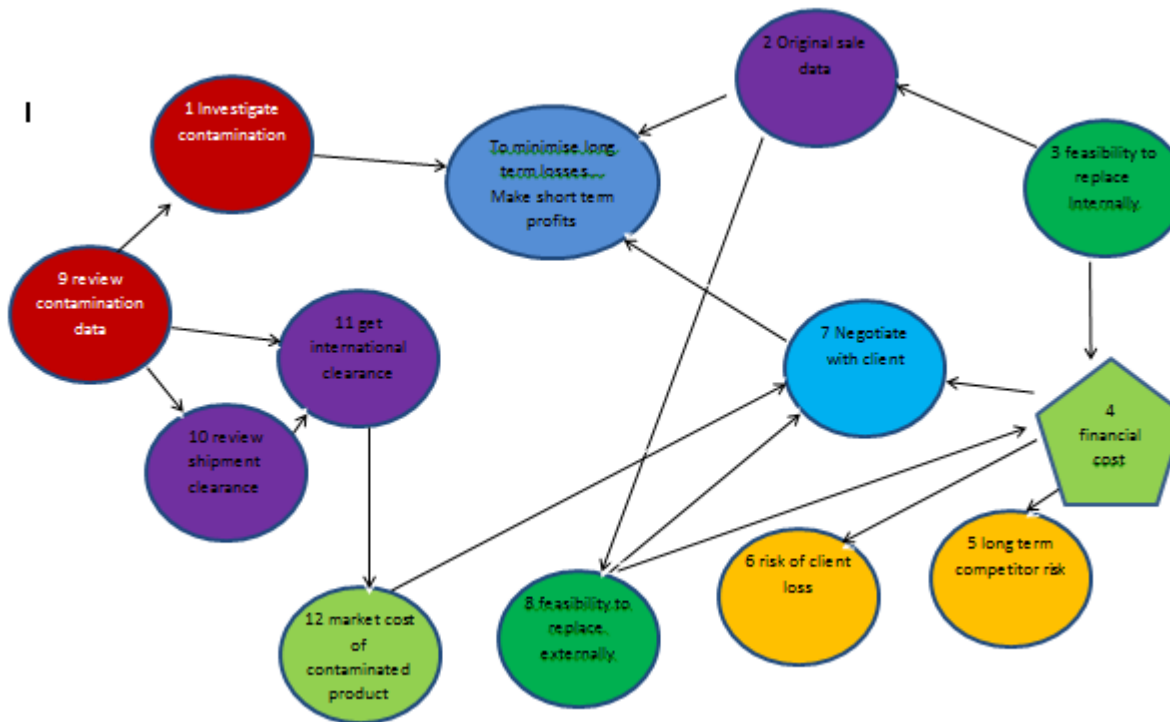 I
1 Investigate
contamination
2 Original sale
data
To minimise long
term losses...
Make short term
profits
3 feasibility to
replace
Internally.
9 review
contamination
data
11 get
international
clearance
7 Negotiate
with client
4
financial
cost
10 review
shipment
clearance
6 risk of client
loss
5 long term
competitor risk
8 feasibility to
replace
externally
12 market cost
of
contaminated
product